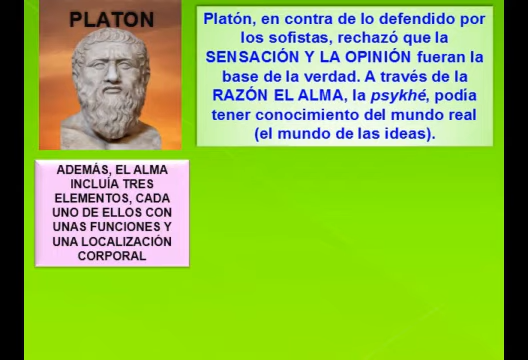 PLATON
Platón, en contra de lo defendido por
los sofistas, rechazó que la
SENSACIÓN Y LA OPINIÓN fueran la
base de la verdad. A través de la
RAZÓN EL ALMA, la psykhé, podía
tener conocimiento del mundo real
(el mundo de las ideas).
ADEMÁS, EL ALMA
INCLUÍA TRES
ELEMENTOS, CADA
UNO DE ELLOS CON
UNAS FUNCIONES Y
UNA LOCALIZACIÓN
CORPORAL